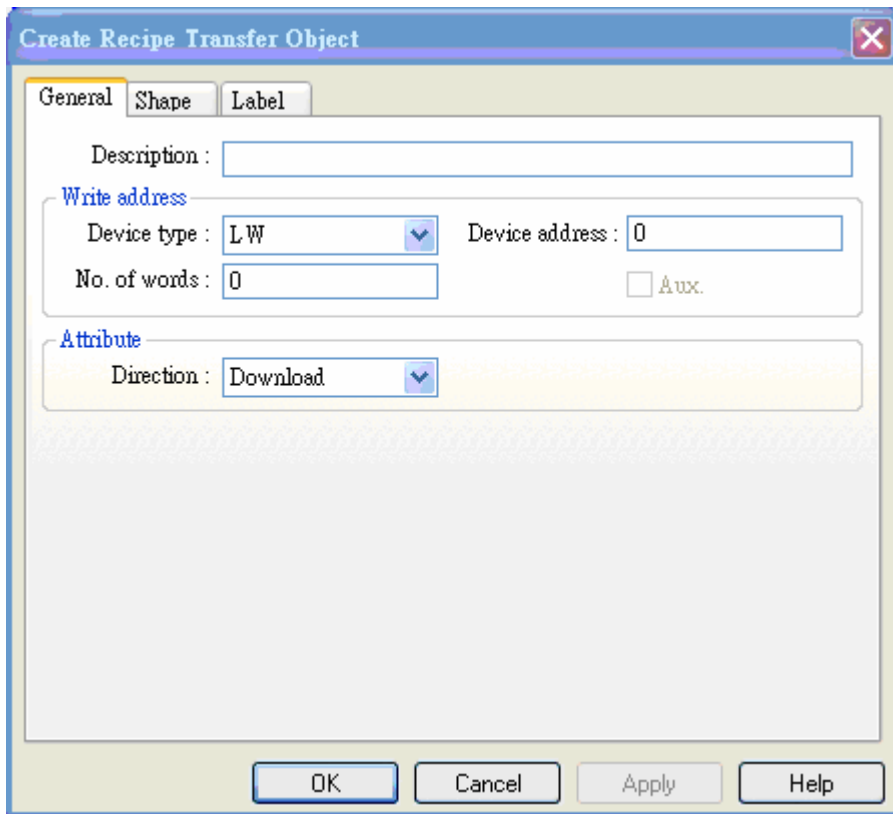 Create Recipe Transfer Object
General Shape Label
Description :
Write address
Device type : LW Device address : 0
No. of words : 0 Aux.
Attribute
Direction : Download
OK Cancel Apply Help